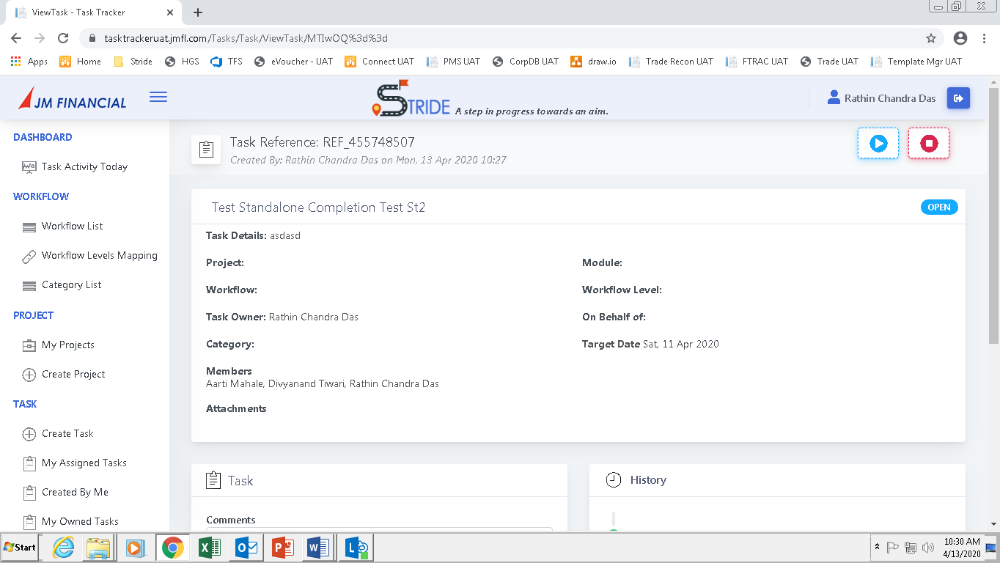 ViewTask - Task Tracker
tasktrackeruat.jmfl.com/Tasks/Task/ViewTask/MTIwOQ%3d%3d
Apps Home Stride HGS TFS eVoucher - UAT Connect UAT PMS UAT CorpDB UAT draw.io Trade Recon UAT FTRAC UAT Trade UAT Template Mgr UAT
JM FINANCIAL
STRIDE A step in progress towards an aim.
Rathin Chandra Das
DASHBOARD
Task Activity Today
WORKFLOW
Workflow List
Workflow Levels Mapping
Category List
PROJECT
My Projects
Create Project
TASK
Create Task
My Assigned Tasks
Created By Me
My Owned Tasks
Task Reference: REF_455748507
Created By: Rathin Chandra Das on Mon, 13 Apr 2020 10:27
Test Standalone Completion Test St2
OPEN
Task Details: asdasd
Project:
Module:
Workflow:
Workflow Level:
Task Owner: Rathin Chandra Das
On Behalf of:
Category:
Target Date Sat, 11 Apr 2020
Members
Aarti Mahale, Divyanand Tiwari, Rathin Chandra Das
Attachments
Task
Comments
History
Start
10:30 AM
4/13/2020